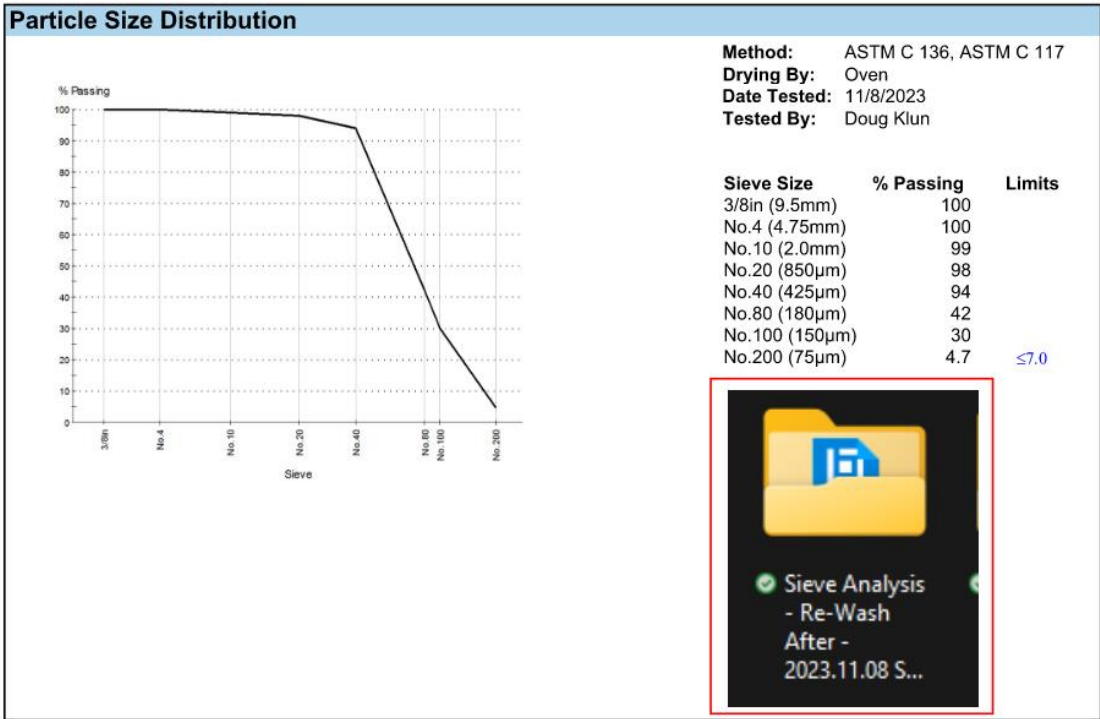 Particle Size Distribution
Method: ASTM C 136, ASTM C 117
Drying By: Oven
Date Tested: 11/8/2023
Tested By: Doug Klun
% Passing
100
90
80
70
60
50
40
30
20
10
0
3/8in
No.4
No.10
No.20
No.40
No.80
No.100
No.200
Sieve
Sieve Size % Passing Limits
3/8in (9.5mm) 100
No.4 (4.75mm) 100
No.10 (2.0mm) 99
No.20 (850µm) 98
No.40 (425µm) 94
No.80 (180µm) 42
No.100 (150µm) 30
No.200 (75µm) 4.7 ≤7.0
Sieve Analysis
- Re-Wash
After -
2023.11.08 S...